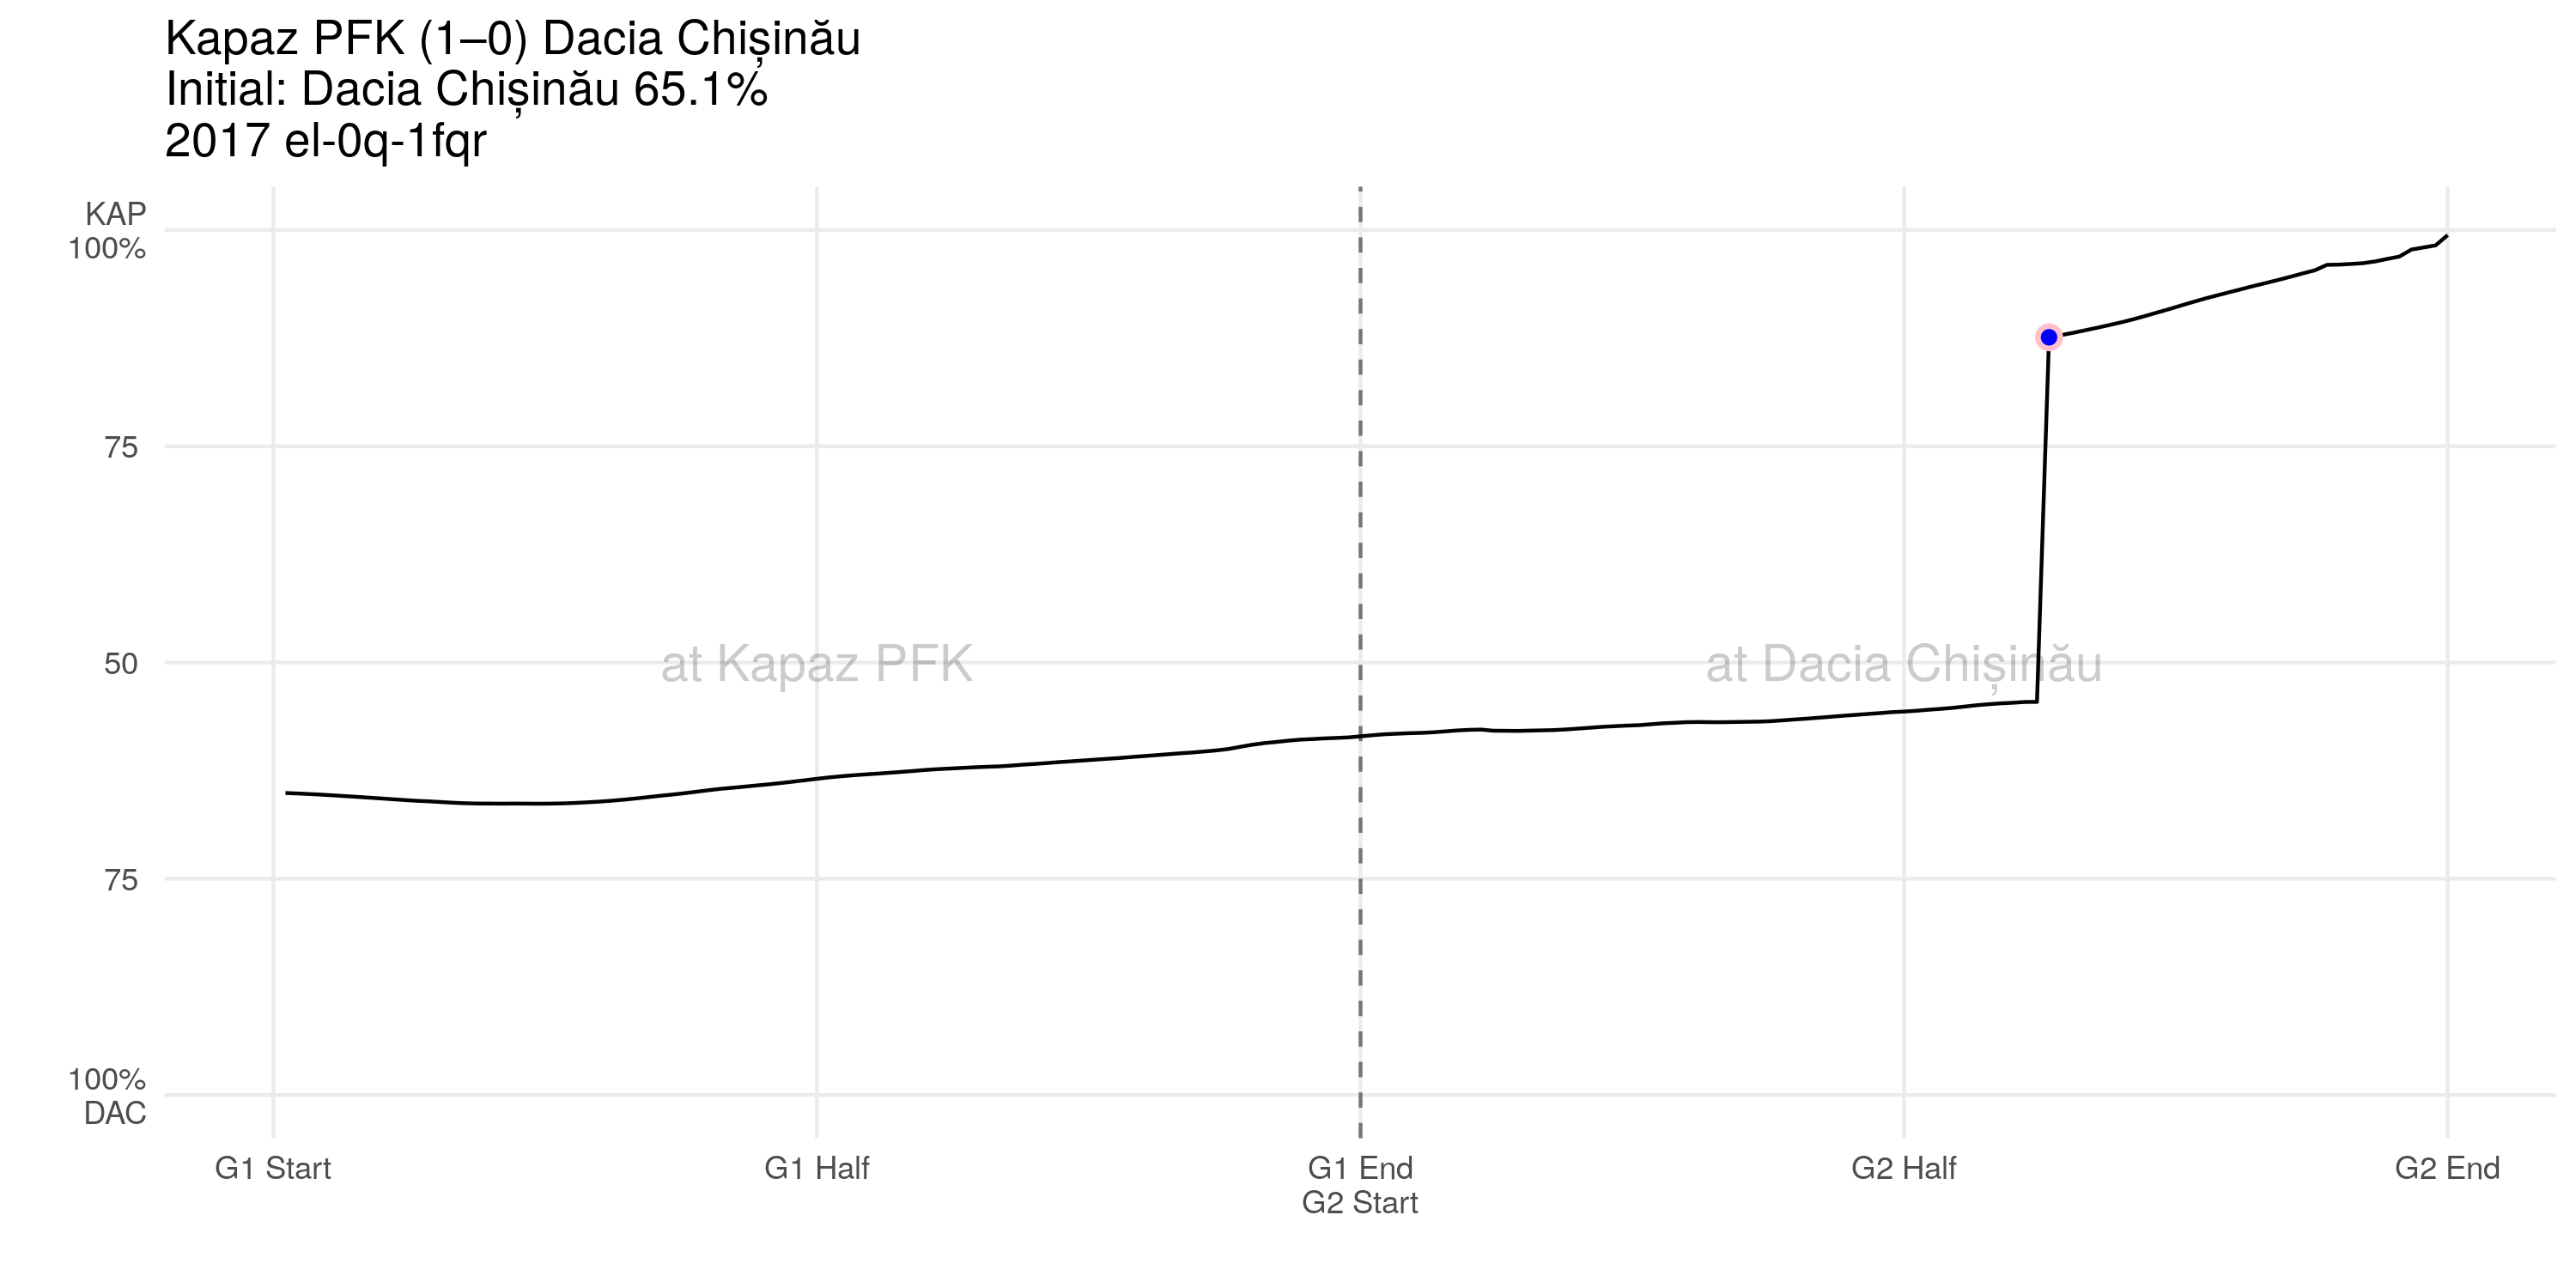 Kapaz PFK (1–0) Dacia Chișinău
Initial: Dacia Chișinău 65.1%
2017 el-0q-1fqr
KAP
100%
75
50
75
100%
DAC
at Kapaz PFK
at Dacia Chișinău
G1 Start
G1 Half
G1 End
G2 Start
G2 Half
G2 End